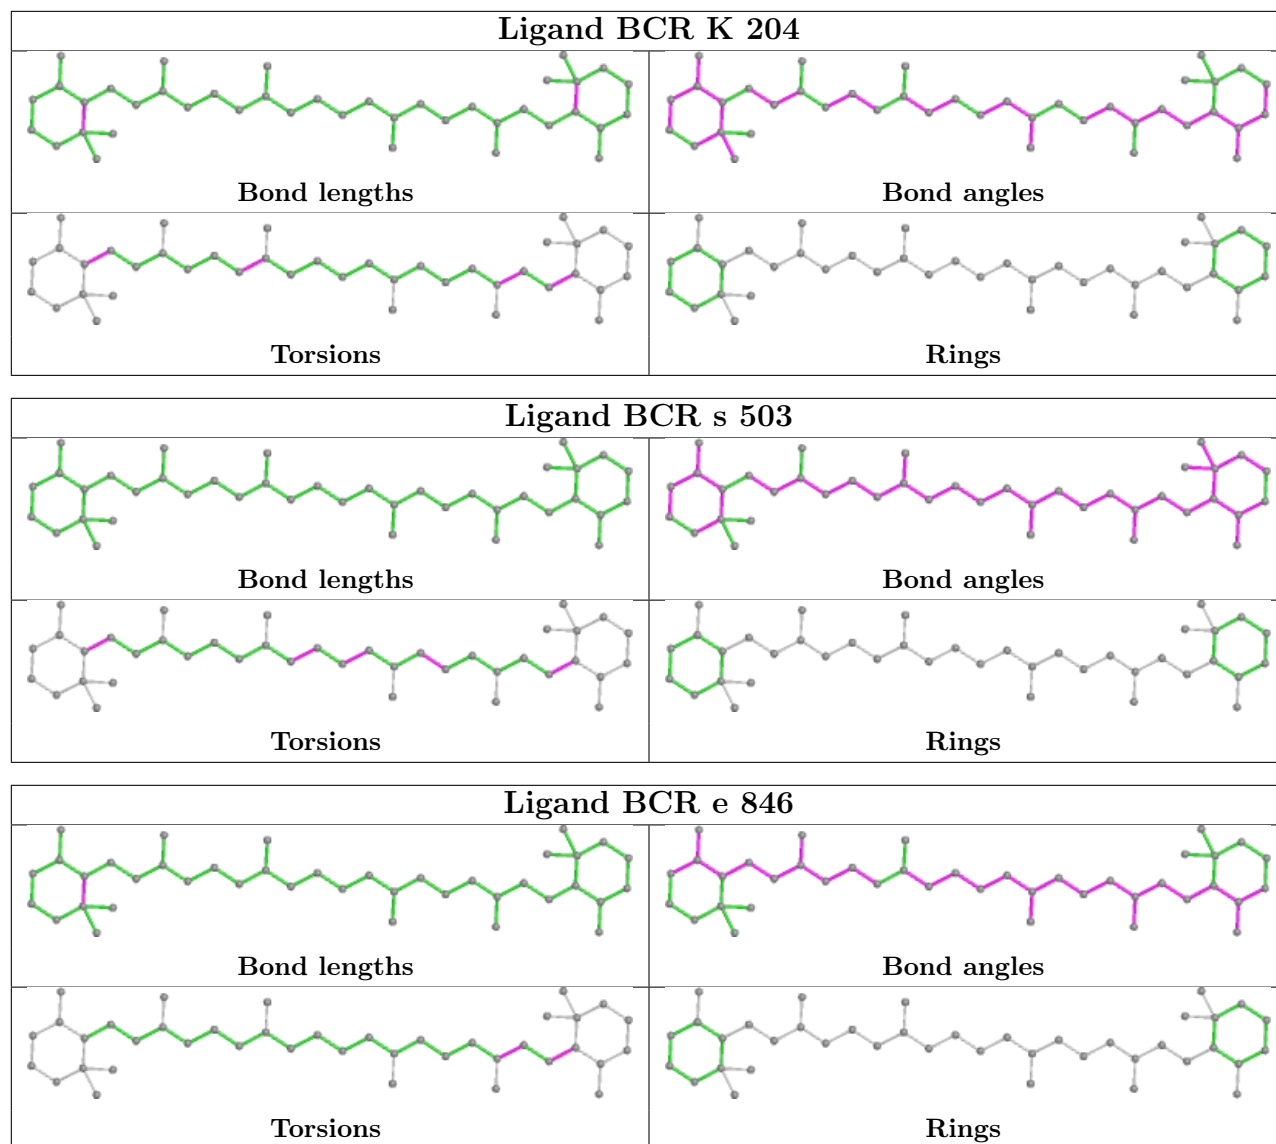 Ligand BCR K 204
Bond lengths
Bond angles
Torsions
Rings
Ligand BCR s 503
Bond lengths
Bond angles
Torsions
Rings
Ligand BCR e 846
Bond lengths
Bond angles
Torsions
Rings